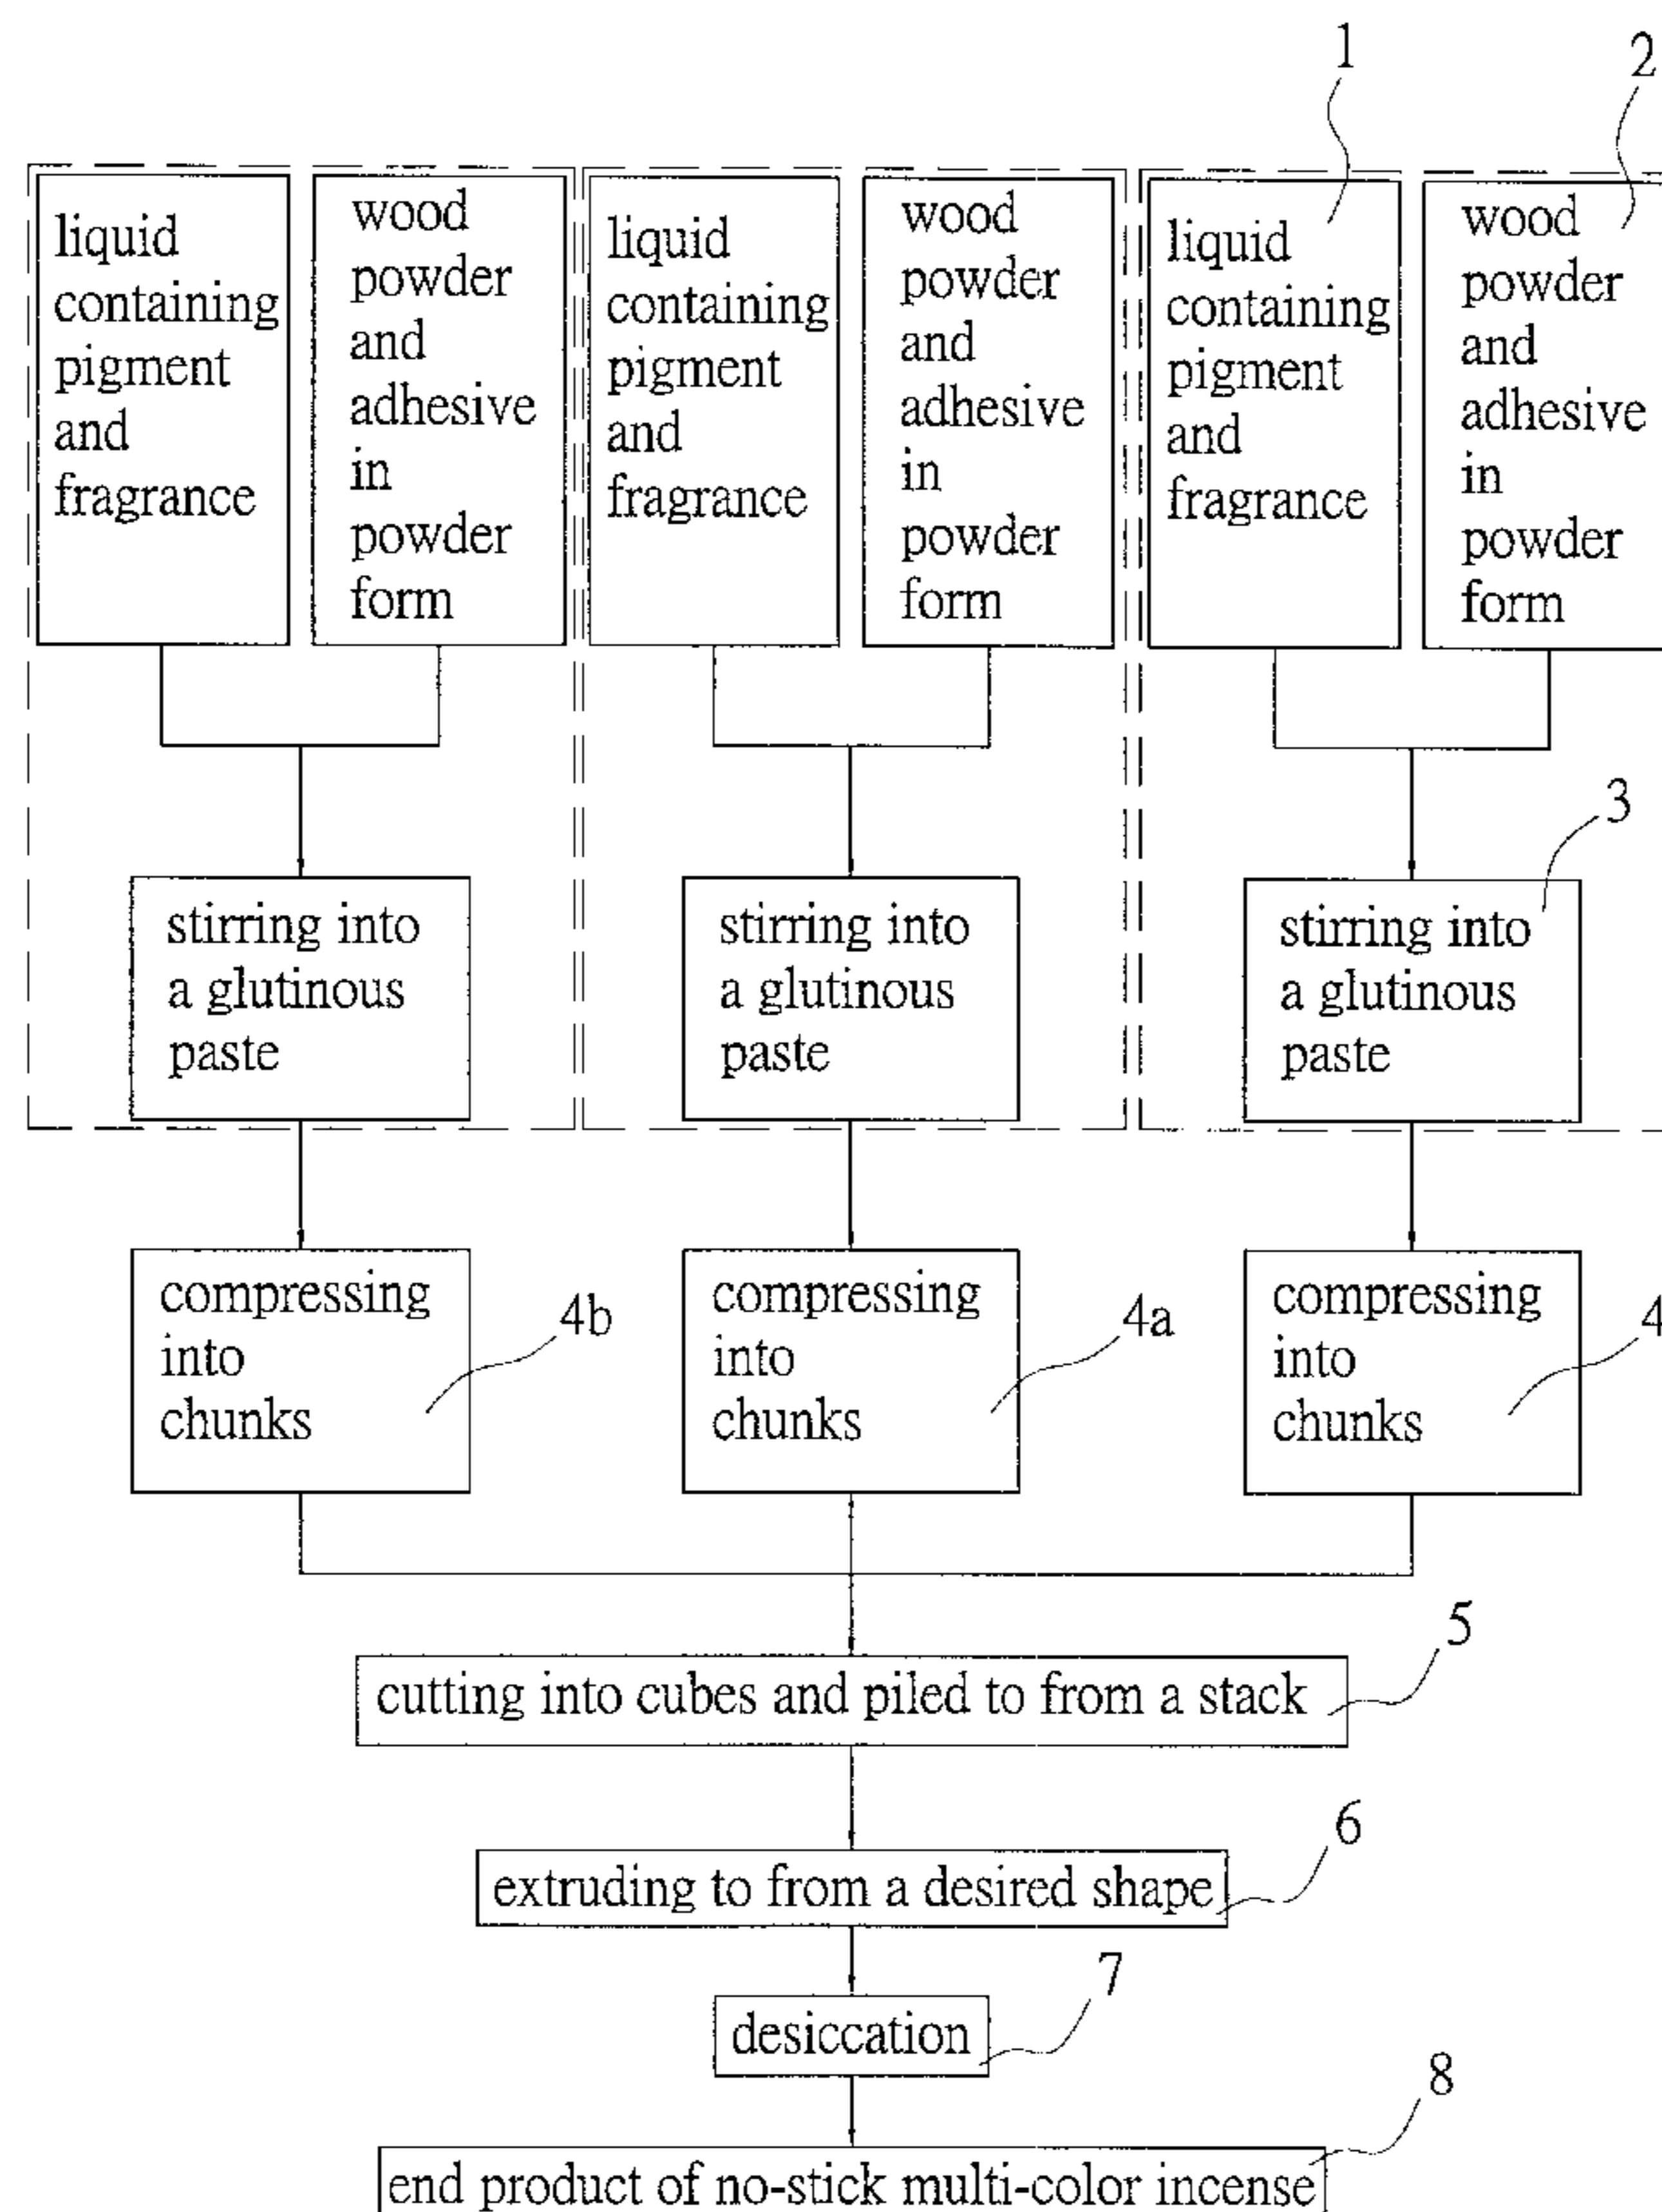 1
2
liquid
containing
pigment
and
fragrance
wood
powder
and
adhesive
in
powder
form
liquid
containing
pigment
and
fragrance
wood
powder
and
adhesive
in
powder
form
liquid
containing
pigment
and
fragrance
wood
powder
and
adhesive
in
powder
form
3
stirring into
a glutinous
paste
stirring into
a glutinous
paste
stirring into
a glutinous
paste
compressing
into
chunks
4b
compressing
into
chunks
4a
compressing
into
chunks
4
5
cutting into cubes and piled to from a stack
6
extruding to from a desired shape
7
desiccation
8
end product of no-stick multi-color incense